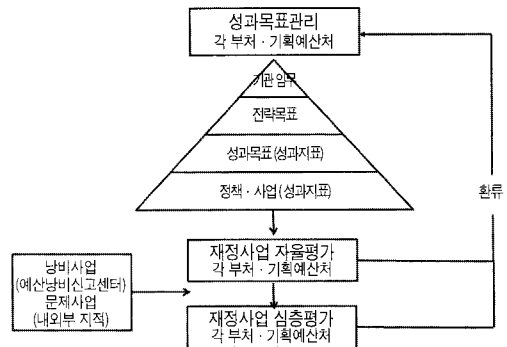 성과목표관리
각 부처 · 기획예산처
기관임무
전략목표
성과목표(성과지표)
정책 · 사업(성과지표)
환류
재정사업 자율평가
각 부처 · 기획예산처
낭비사업
(예산낭비신고센터)
문제사업
(내외부 지적)
재정사업 심층평가
각 부처 · 기획예산처